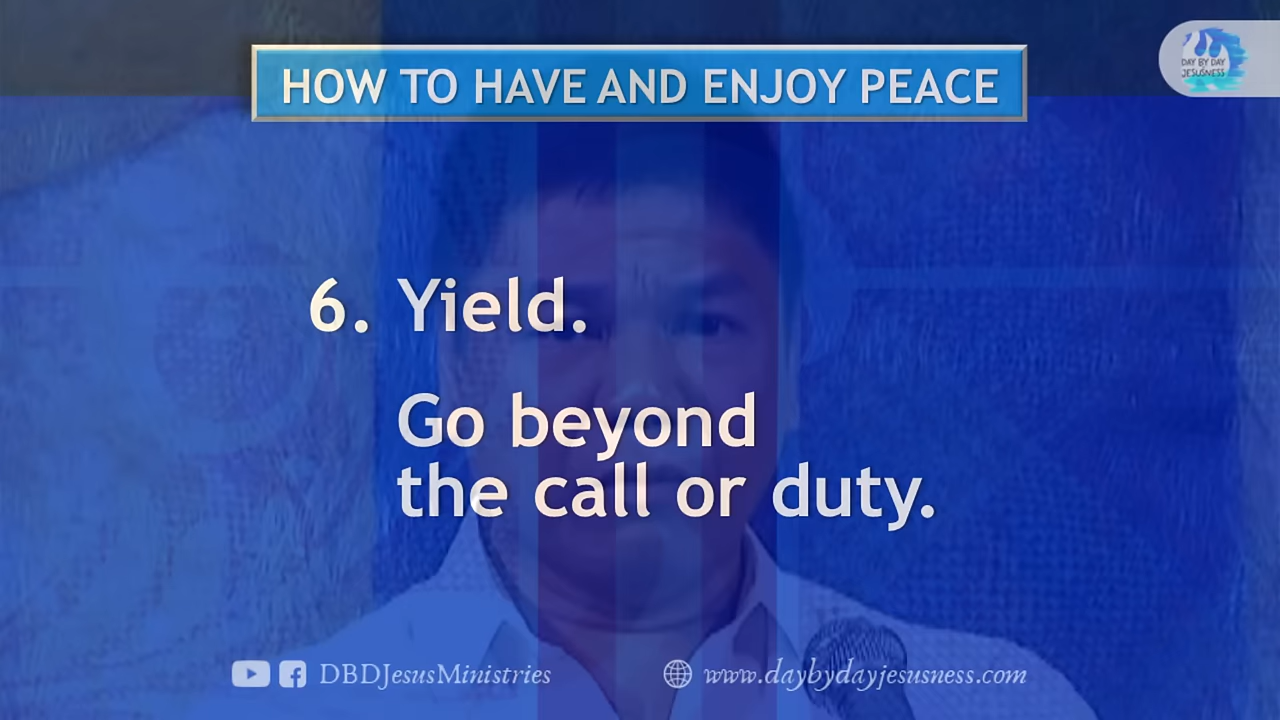 HOW TO HAVE AND ENJOY PEACE
DAY BY DAY
JESUSNESS
6. Yield.
Go beyond
the call or duty.
DBDJesusMinistries
www.daybydayjesusness.com